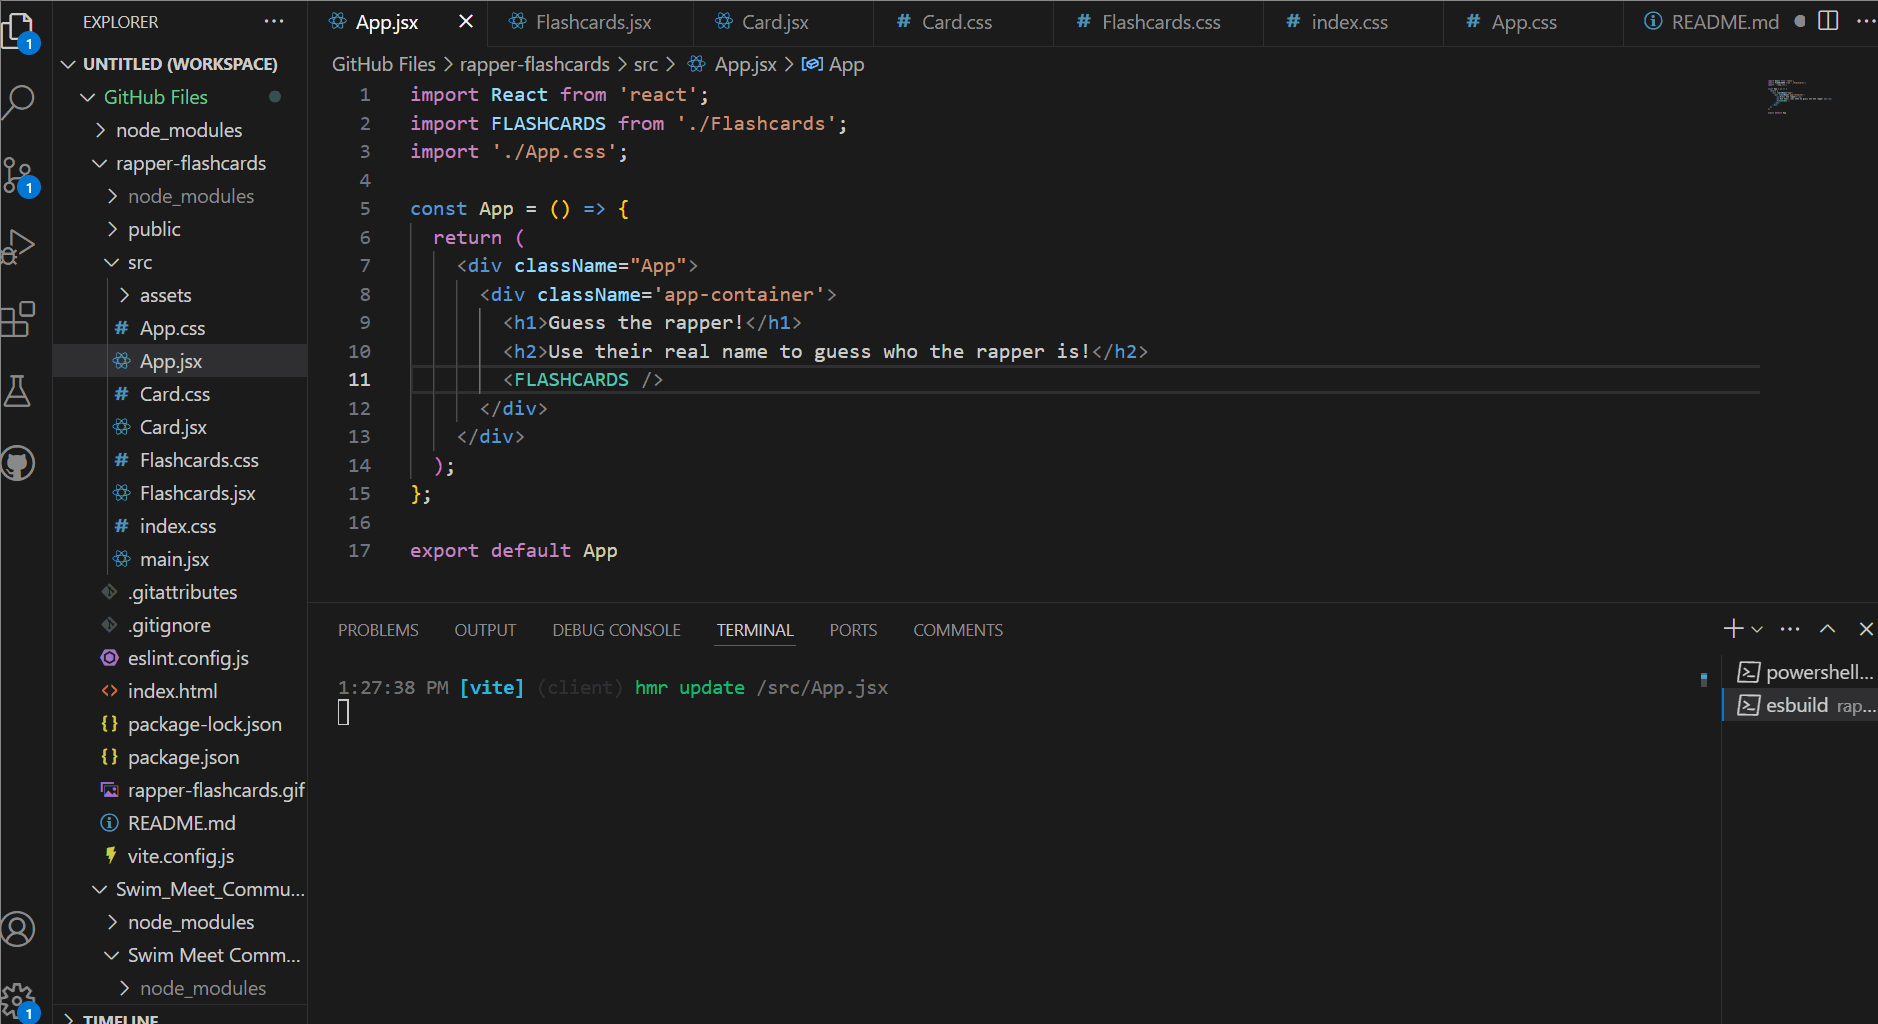 EXPLORER
UNTITLED (WORKSPACE)
GitHub Files
node_modules
rapper-flashcards
node_modules
public
src
assets
App.css
App.jsx
Card.css
Card.jsx
Flashcards.css
Flashcards.jsx
index.css
main.jsx
.gitattributes
.gitignore
eslint.config.js
index.html
package-lock.json
package.json
rapper-flashcards.gif
README.md
vite.config.js
Swim_Meet_Commu...
node_modules
Swim Meet Comm...
node_modules
TIMELINE
1
1
1
App.jsx Flashcards.jsx Card.jsx Card.css Flashcards.css index.css App.css README.md
GitHub Files > rapper-flashcards > src > App.jsx > App
1 import React from 'react';
2 import FLASHCARDS from './Flashcards';
3 import './App.css';
4
5 const App = () => {
6 return (
7 <div className="App">
8 <div className='app-container'>
9 <h1>Guess the rapper!</h1>
10 <h2>Use their real name to guess who the rapper is!</h2>
11 <FLASHCARDS />
12 </div>
13 </div>
14 );
15 };
16
17 export default App
PROBLEMS OUTPUT DEBUG CONSOLE TERMINAL PORTS COMMENTS
1:27:38 PM [vite] (client) hmr update /src/App.jsx
powershell...
esbuild rap...